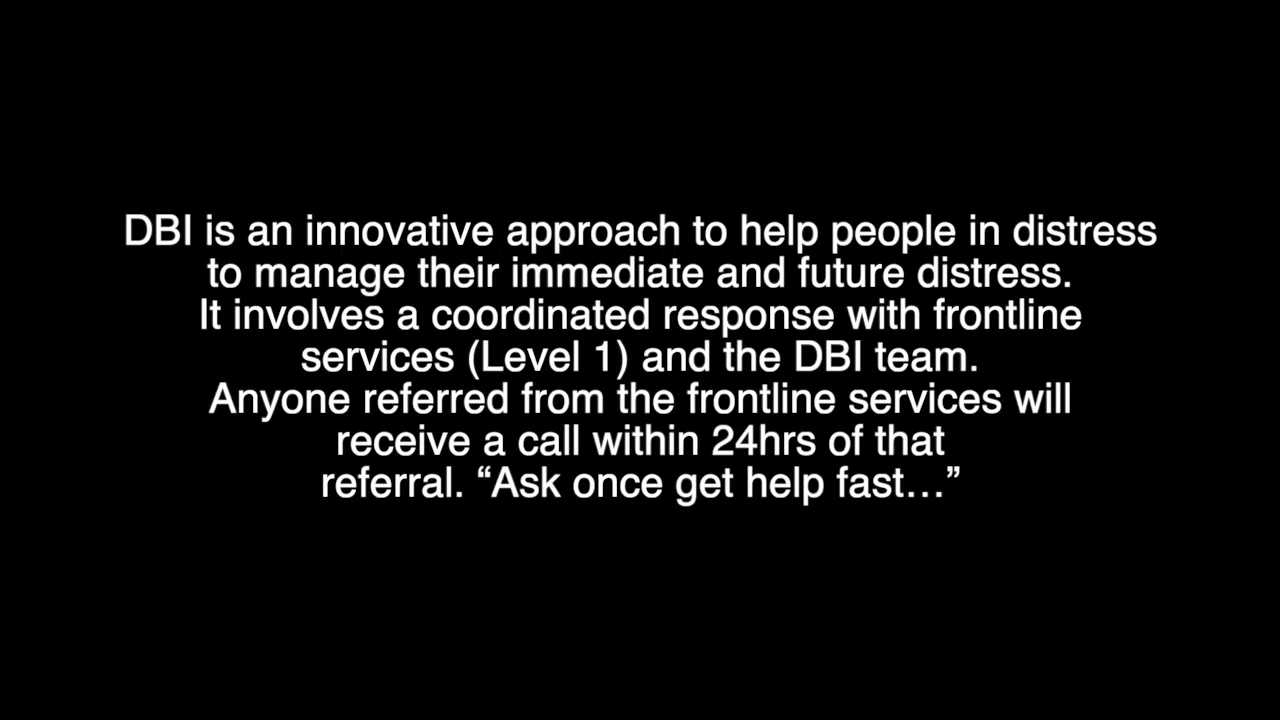 DBI is an innovative approach to help people in distress
to manage their immediate and future distress.
It involves a coordinated response with frontline
services (Level 1) and the DBI team.
Anyone referred from the frontline services will
receive a call within 24hrs of that
referral. “Ask once get help fast…”